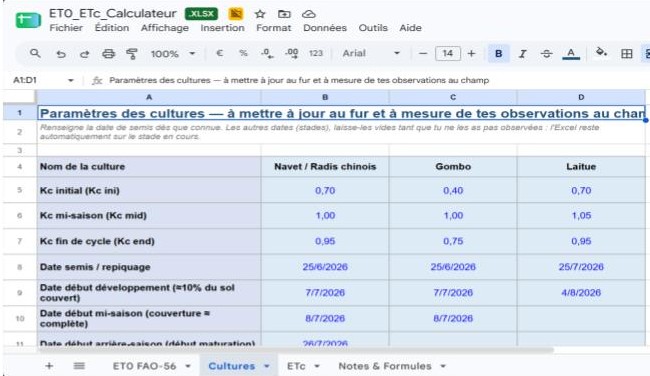 ET0_ETc_Calculateur .XLSX
Fichier Édition Affichage Insertion Format Données Outils Aide
100% € % .0 .00 123 Arial − 14 + B I S A
A1:D1 fx Paramètres des cultures — à mettre à jour au fur et à mesure de tes observations au champ
A B C D
1 Paramètres des cultures — à mettre à jour au fur et à mesure de tes observations au cham
2 Renseigne la date de semis dès que connue. Les autres dates (stades), laisse-les vides tant que tu ne les as pas observées : l'Excel reste
automatiquement sur le stade en cours.
3
4 Nom de la culture Navet / Radis chinois Gombo Laitue
5 Kc initial (Kc ini) 0,70 0,40 0,70
6 Kc mi-saison (Kc mid) 1,00 1,00 1,05
7 Kc fin de cycle (Kc end) 0,95 0,75 0,95
8 Date semis / repiquage 25/6/2026 25/6/2026 25/7/2026
9 Date début développement (≈10% du sol
couvert) 7/7/2026 7/7/2026 4/8/2026
10 Date début mi-saison (couverture ≈
complète) 8/7/2026 8/7/2026
11 Date début arrière-saison (début maturation) 26/7/2026
+ ET0 FAO-56 Cultures ETc Notes & Formules